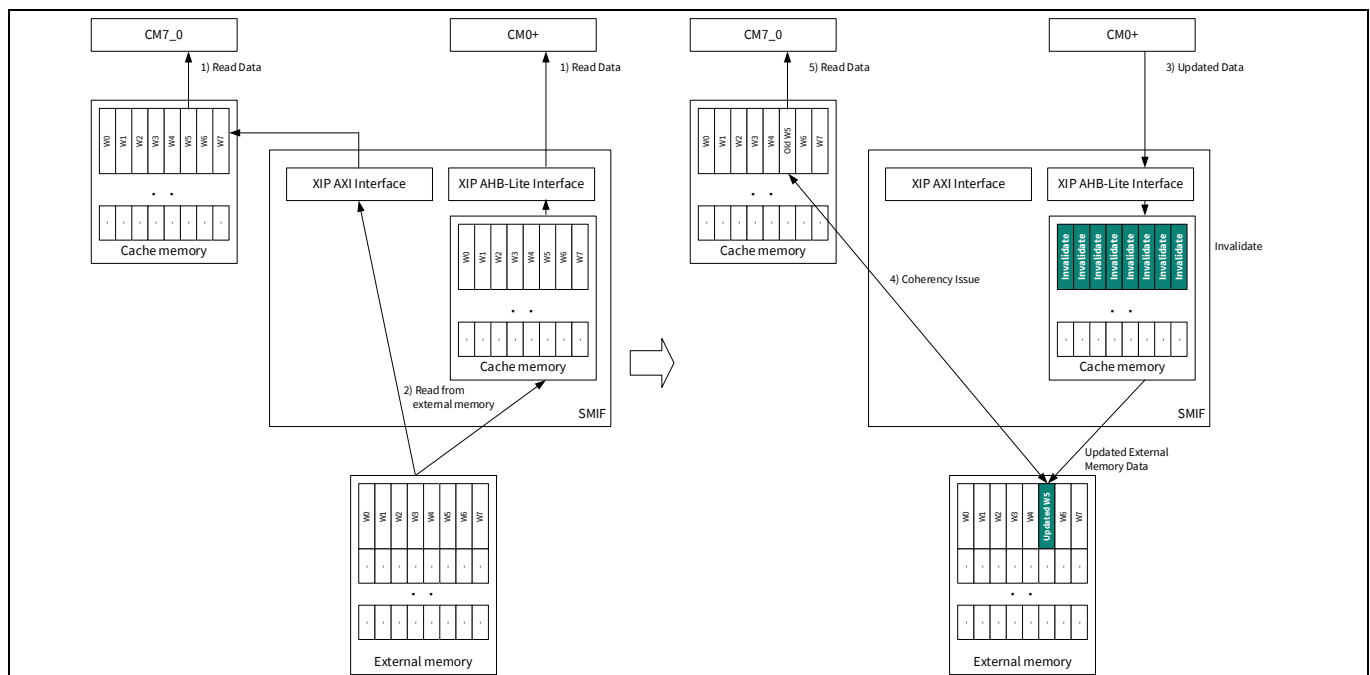 CM7_0
CM0+
1) Read Data
1) Read Data
W0 W1 W2 W3 W4 W5 W6 W7
. .
- - - - - - - -
Cache memory
XIP AXI Interface
XIP AHB-Lite Interface
W0 W1 W2 W3 W4 W5 W6 W7
. .
- - - - - - - -
Cache memory
2) Read from
external memory
SMIF
W0 W1 W2 W3 W4 W5 W6 W7
- - - - - - - -
. .
- - - - - - - -
External memory
CM7_0
CM0+
5) Read Data
3) Updated Data
W0 W1 W2 W3 W4 Old W5 W6 W7
. .
- - - - - - - -
Cache memory
XIP AXI Interface
XIP AHB-Lite Interface
Invalidate Invalidate Invalidate Invalidate Invalidate Invalidate Invalidate Invalidate
Invalidate
. .
- - - - - - - -
Cache memory
4) Coherency Issue
SMIF
Updated External
Memory Data
W0 W1 W2 W3 W4 Updated W5 W6 W7
- - - - - - - -
. .
- - - - - - - -
External memory